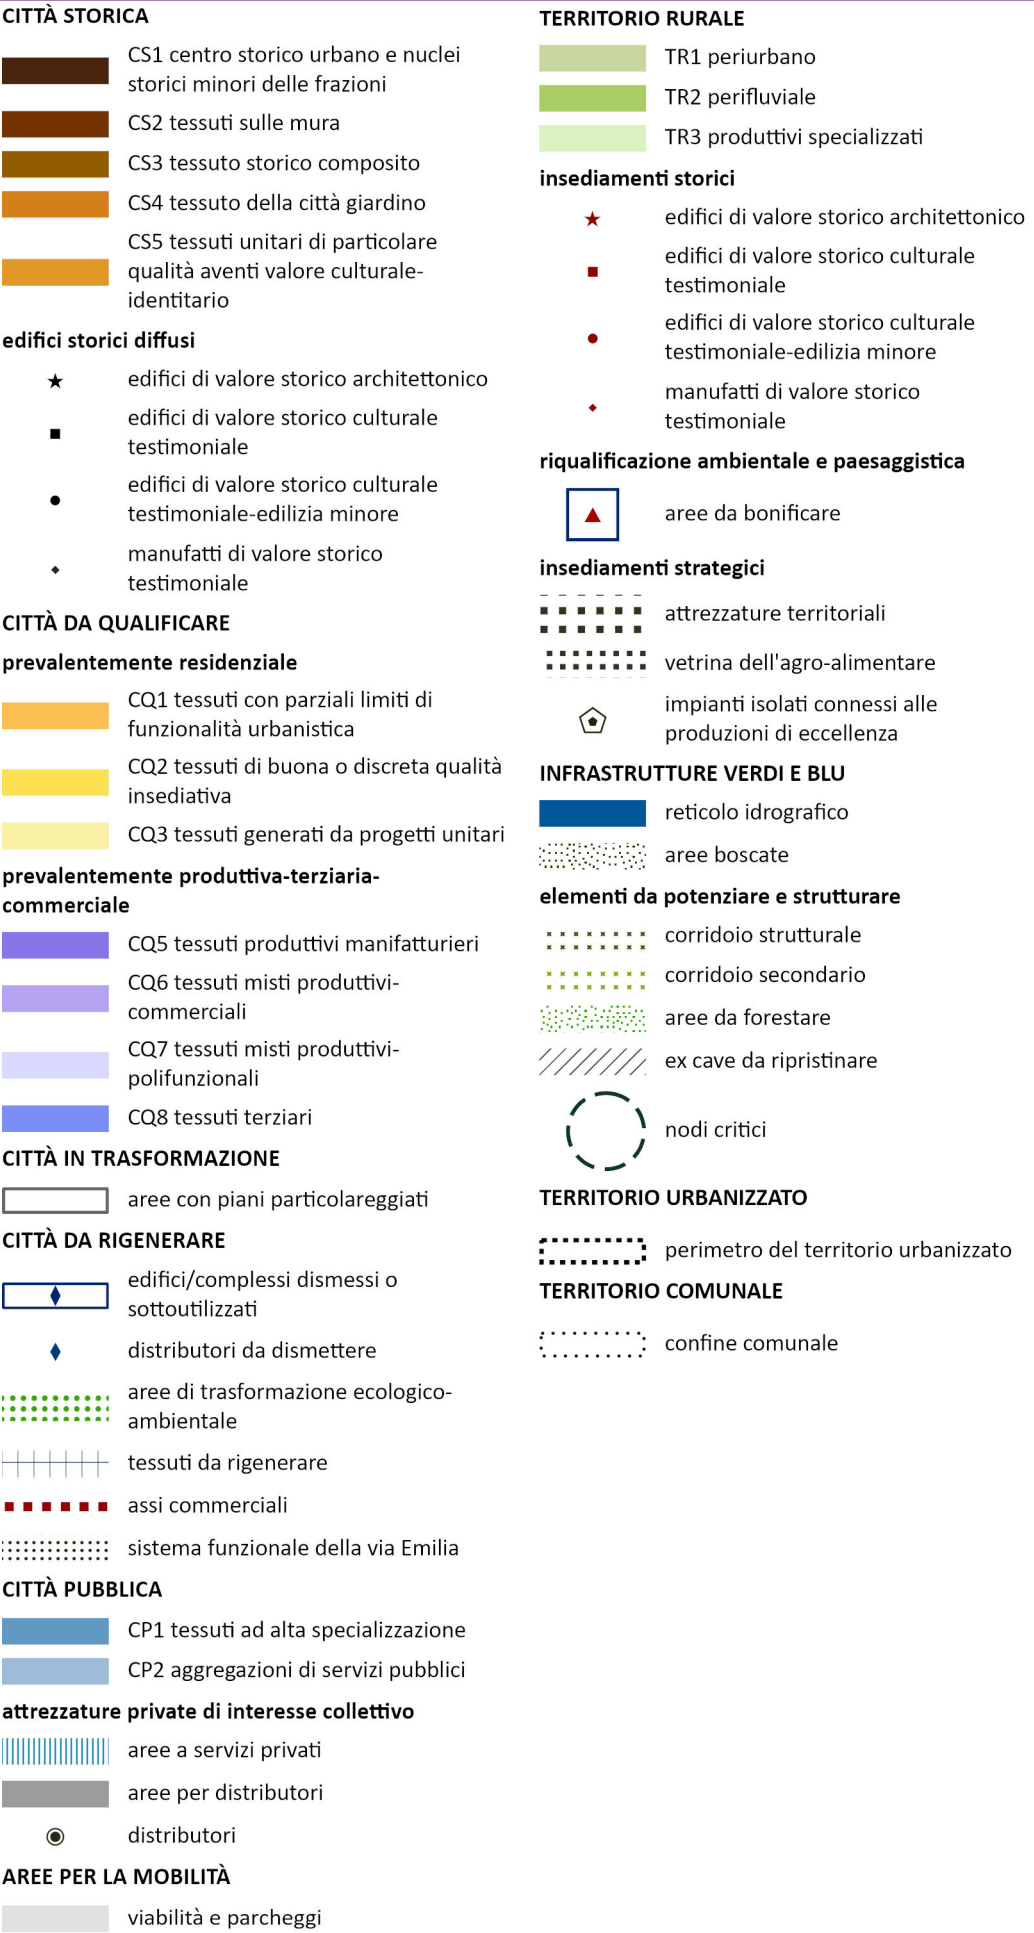 CITTÀ STORICA
CS1 centro storico urbano e nuclei
storici minori delle frazioni
CS2 tessuti sulle mura
CS3 tessuto storico composito
CS4 tessuto della città giardino
CS5 tessuti unitari di particolare
qualità aventi valore culturale-
identitario
edifici storici diffusi
edifici di valore storico architettonico
edifici di valore storico culturale
testimoniale
edifici di valore storico culturale
testimoniale-edilizia minore
manufatti di valore storico
testimoniale
CITTÀ DA QUALIFICARE
prevalentemente residenziale
CQ1 tessuti con parziali limiti di
funzionalità urbanistica
CQ2 tessuti di buona o discreta qualità
insediativa
CQ3 tessuti generati da progetti unitari
prevalentemente produttiva-terziaria-
commerciale
CQ5 tessuti produttivi manifatturieri
CQ6 tessuti misti produttivi-
commerciali
CQ7 tessuti misti produttivi-
polifunzionali
CQ8 tessuti terziari
CITTÀ IN TRASFORMAZIONE
aree con piani particolareggiati
CITTÀ DA RIGENERARE
edifici/complessi dismessi o
sottoutilizzati
distributori da dismettere
aree di trasformazione ecologico-
ambientale
tessuti da rigenerare
assi commerciali
sistema funzionale della via Emilia
CITTÀ PUBBLICA
CP1 tessuti ad alta specializzazione
CP2 aggregazioni di servizi pubblici
attrezzature private di interesse collettivo
aree a servizi privati
aree per distributori
distributori
AREE PER LA MOBILITÀ
viabilità e parcheggi
TERRITORIO RURALE
TR1 periurbano
TR2 perifluviale
TR3 produttivi specializzati
insediamenti storici
edifici di valore storico architettonico
edifici di valore storico culturale
testimoniale
edifici di valore storico culturale
testimoniale-edilizia minore
manufatti di valore storico
testimoniale
riqualificazione ambientale e paesaggistica
aree da bonificare
insediamenti strategici
attrezzature territoriali
vetrina dell'agro-alimentare
impianti isolati connessi alle
produzioni di eccellenza
INFRASTRUTTURE VERDI E BLU
reticolo idrografico
aree boscate
elementi da potenziare e strutturare
corridoio strutturale
corridoio secondario
aree da forestare
ex cave da ripristinare
nodi critici
TERRITORIO URBANIZZATO
perimetro del territorio urbanizzato
TERRITORIO COMUNALE
confine comunale